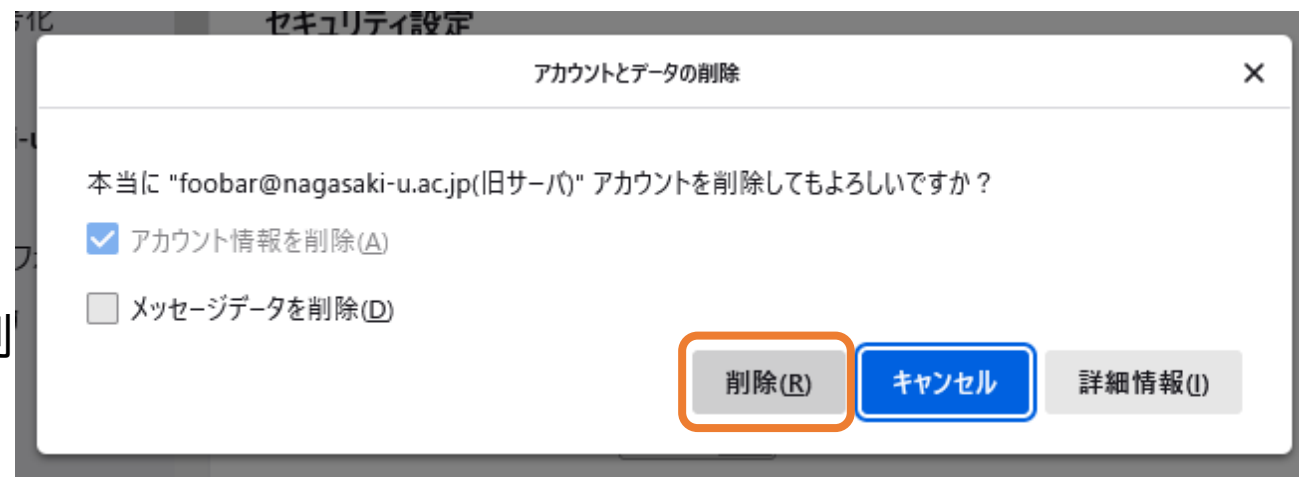 号化
セキュリティ設定
アカウントとデータの削除
-u
本当に "foobar@nagasaki-u.ac.jp(旧サーバ)" アカウントを削除してもよろしいですか？
アカウント情報を削除(A)
メッセージデータを削除(D)
削除(R) キャンセル 詳細情報(I)